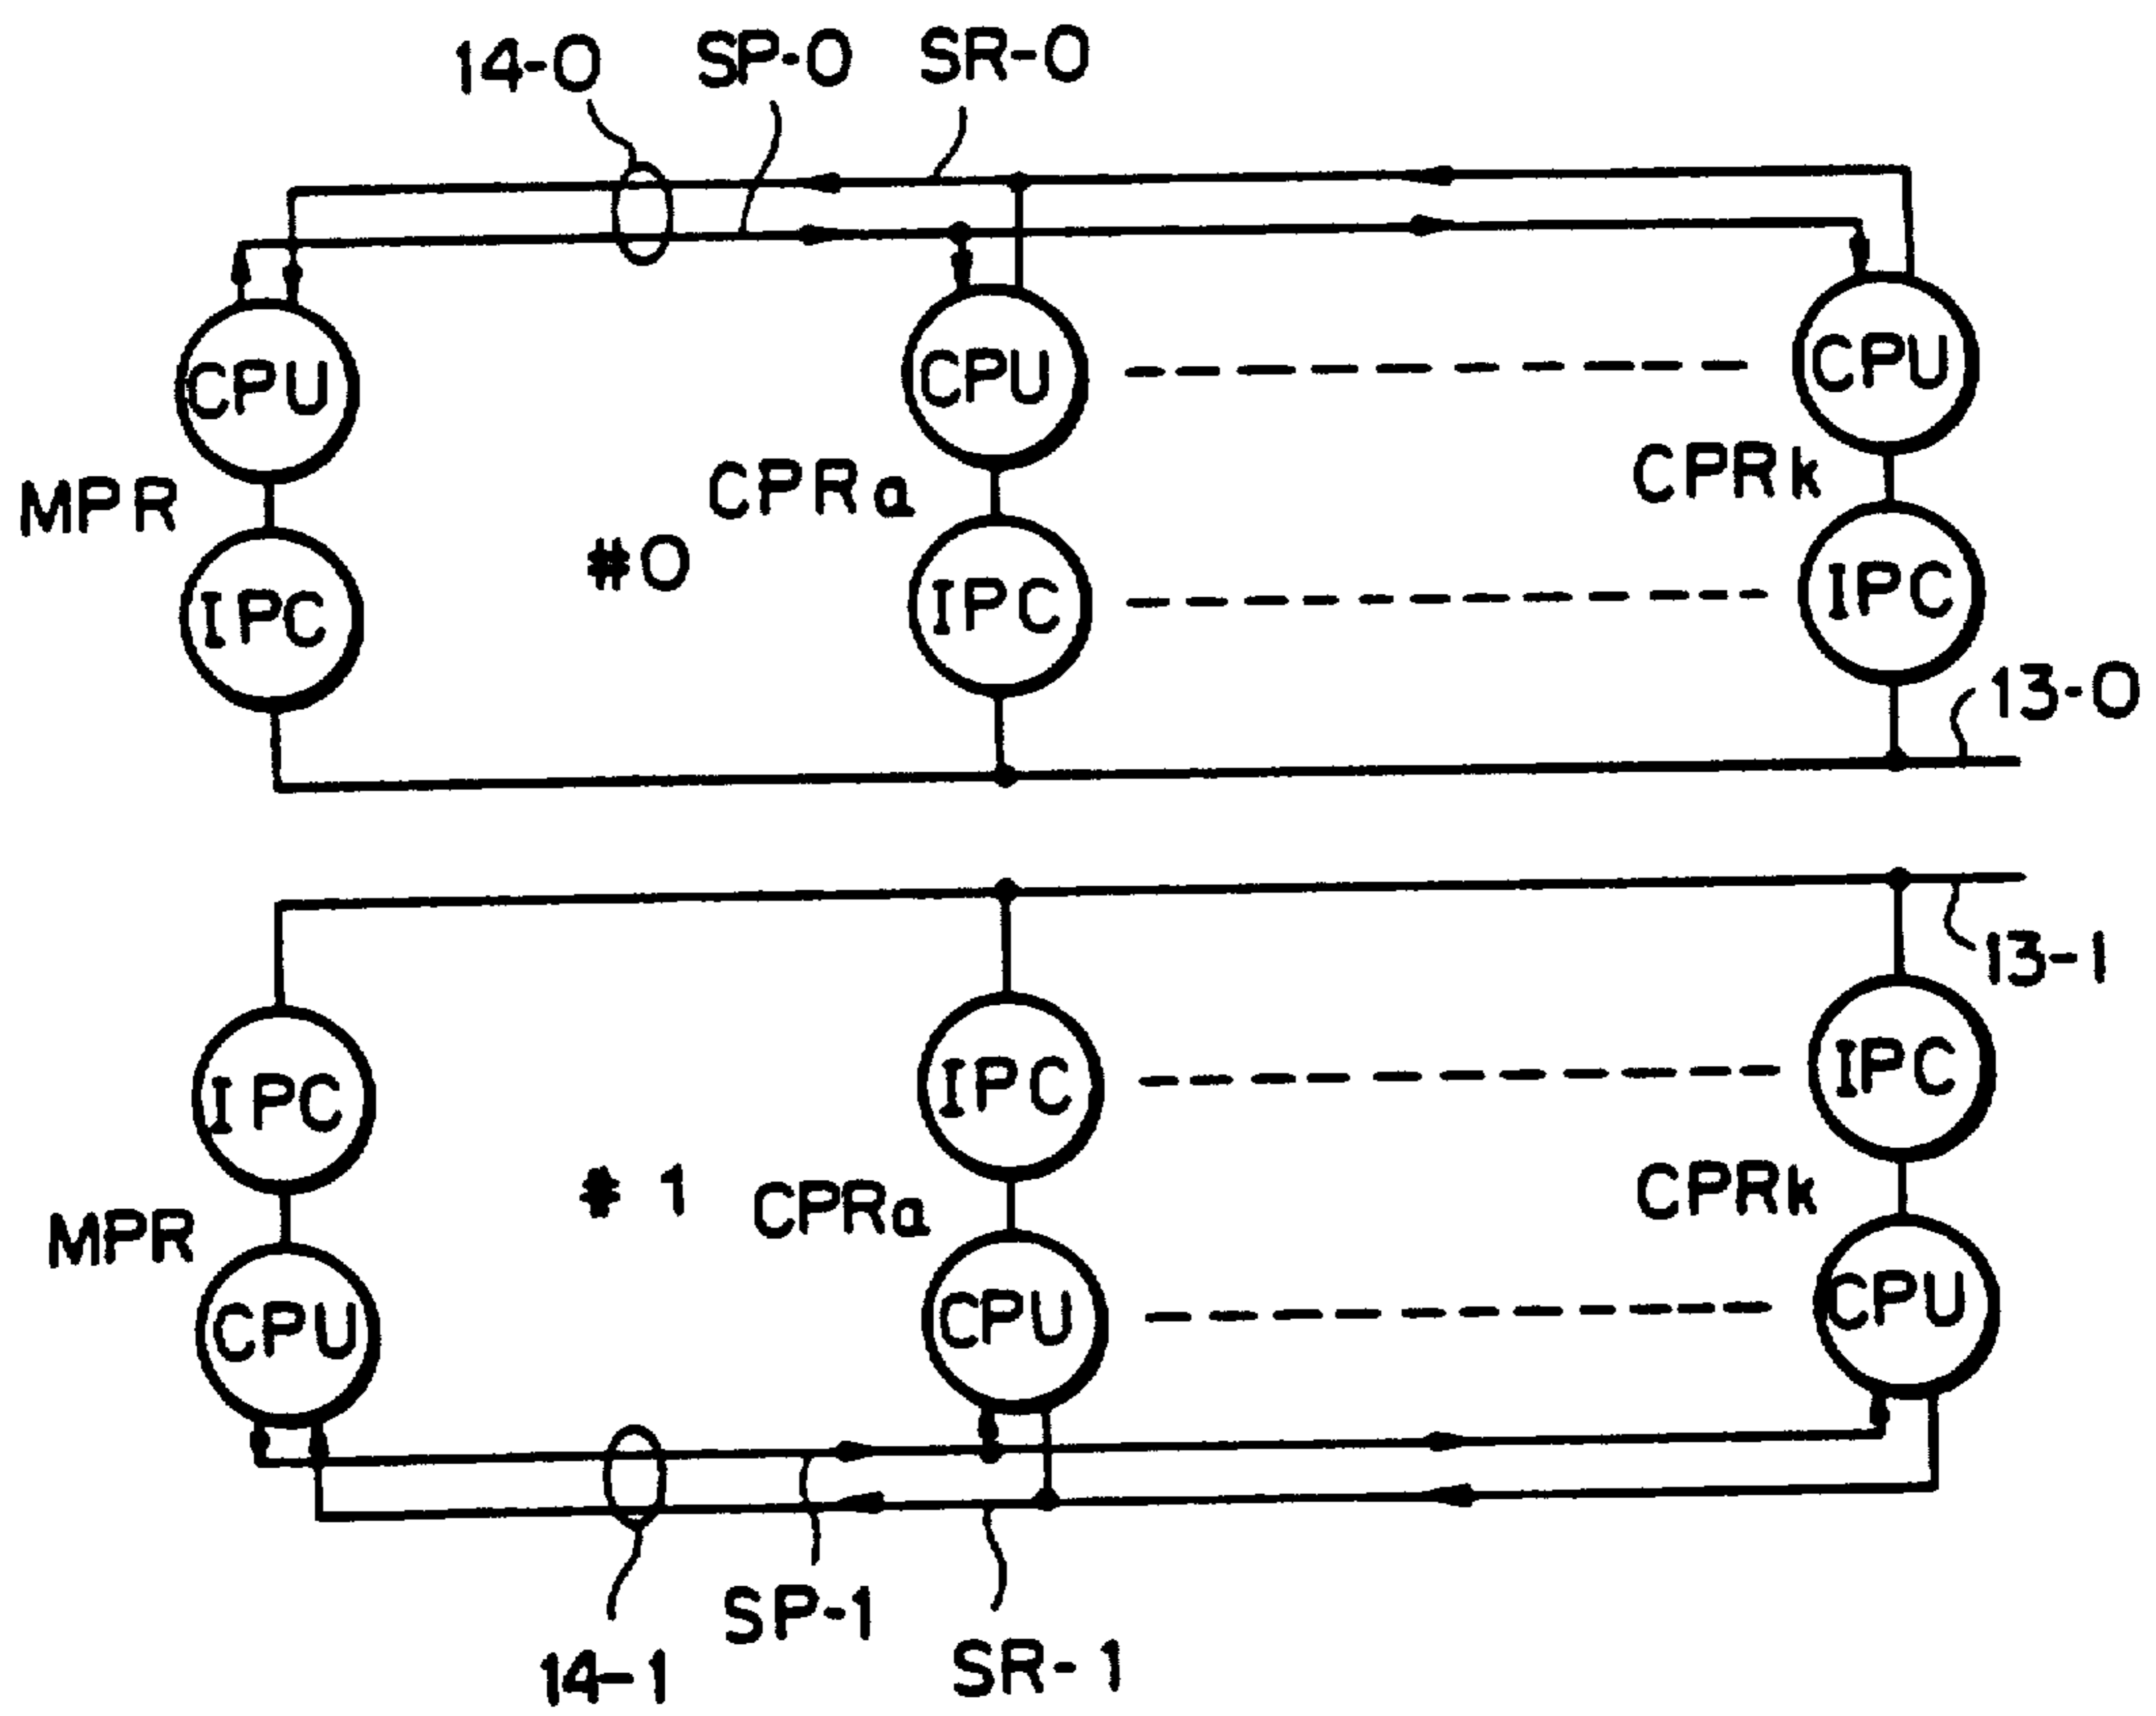 14-0 SP-0 SR-0
CPU CPU CPU
MPR CPRa CPRk
#0
IPC IPC IPC
13-0
13-1
IPC IPC IPC
MPR #1 CPRa CPRk
CPU CPU CPU
14-1 SP-1 SR-1